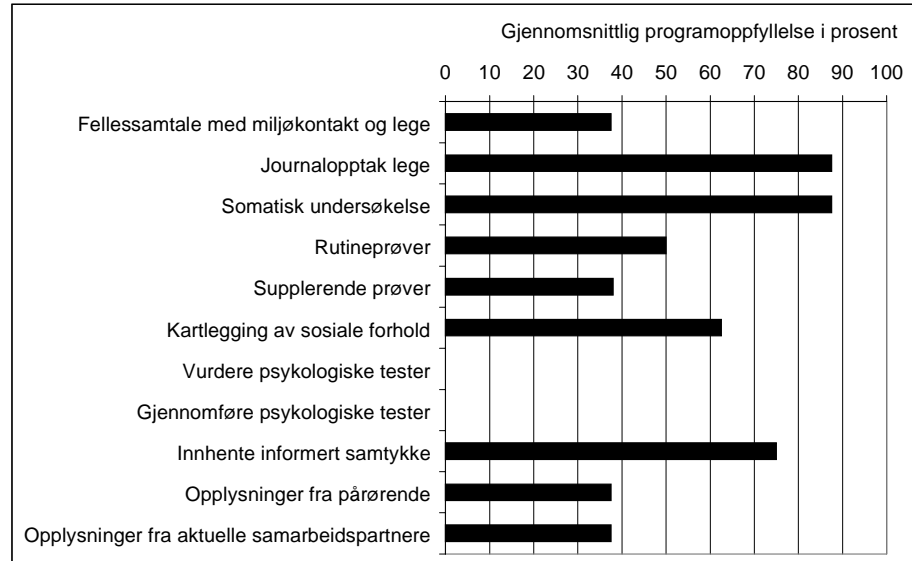 Gjennomsnittlig programoppfyllelse i prosent
0 10 20 30 40 50 60 70 80 90 100
Fellessamtale med miljøkontakt og lege
Journalopptak lege
Somatisk undersøkelse
Rutineprøver
Supplerende prøver
Kartlegging av sosiale forhold
Vurdere psykologiske tester
Gjennomføre psykologiske tester
Innhente informert samtykke
Opplysninger fra pårørende
Opplysninger fra aktuelle samarbeidspartnere